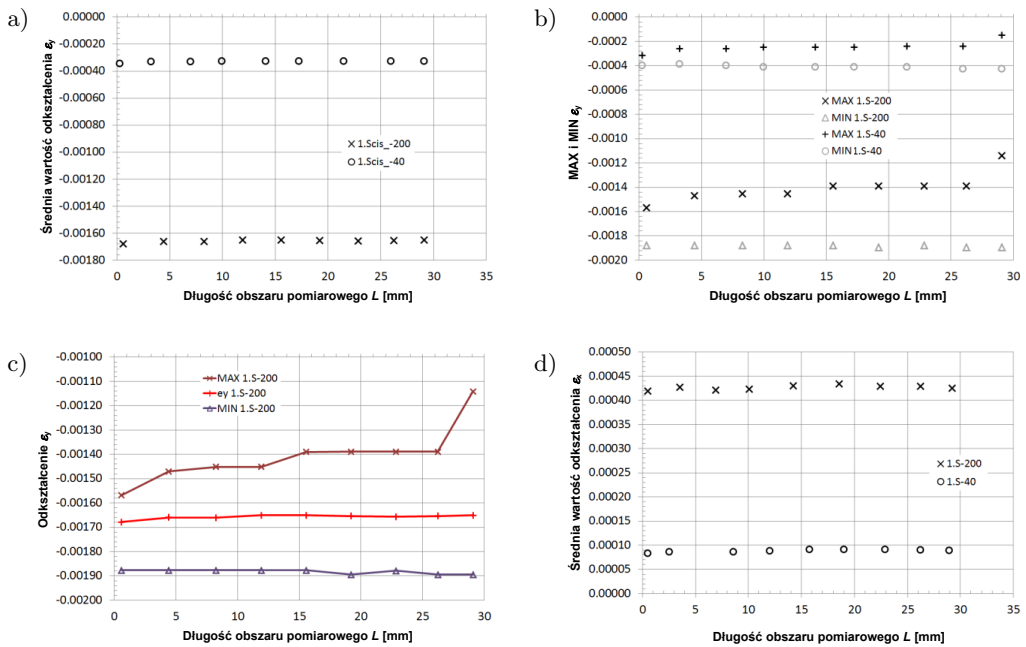 a)
0.00000
-0.00020
-0.00040
-0.00060
-0.00080
-0.00100
-0.00120
-0.00140
-0.00160
-0.00180
Średnia wartość odkształcenia εy
1.Scis_-200
1.Scis_-40
0 5 10 15 20 25 30 35
Długość obszaru pomiarowego L [mm]
b)
0.0000
-0.0002
-0.0004
-0.0006
-0.0008
-0.0010
-0.0012
-0.0014
-0.0016
-0.0018
-0.0020
MAX i MIN εy
MAX 1.S-200
MIN 1.S-200
MAX 1.S-40
MIN 1.S-40
0 5 10 15 20 25 30
Długość obszaru pomiarowego L [mm]
c)
-0.00100
-0.00110
-0.00120
-0.00130
-0.00140
-0.00150
-0.00160
-0.00170
-0.00180
-0.00190
-0.00200
Odkształcenie εy
MAX 1.S-200
ey 1.S-200
MIN 1.S-200
0 5 10 15 20 25 30
Długość obszaru pomiarowego L [mm]
d)
0.00050
0.00045
0.00040
0.00035
0.00030
0.00025
0.00020
0.00015
0.00010
0.00005
0.00000
Średnia wartość odkształcenia εx
1.S-200
1.S-40
0 5 10 15 20 25 30 35
Długość obszaru pomiarowego L [mm]